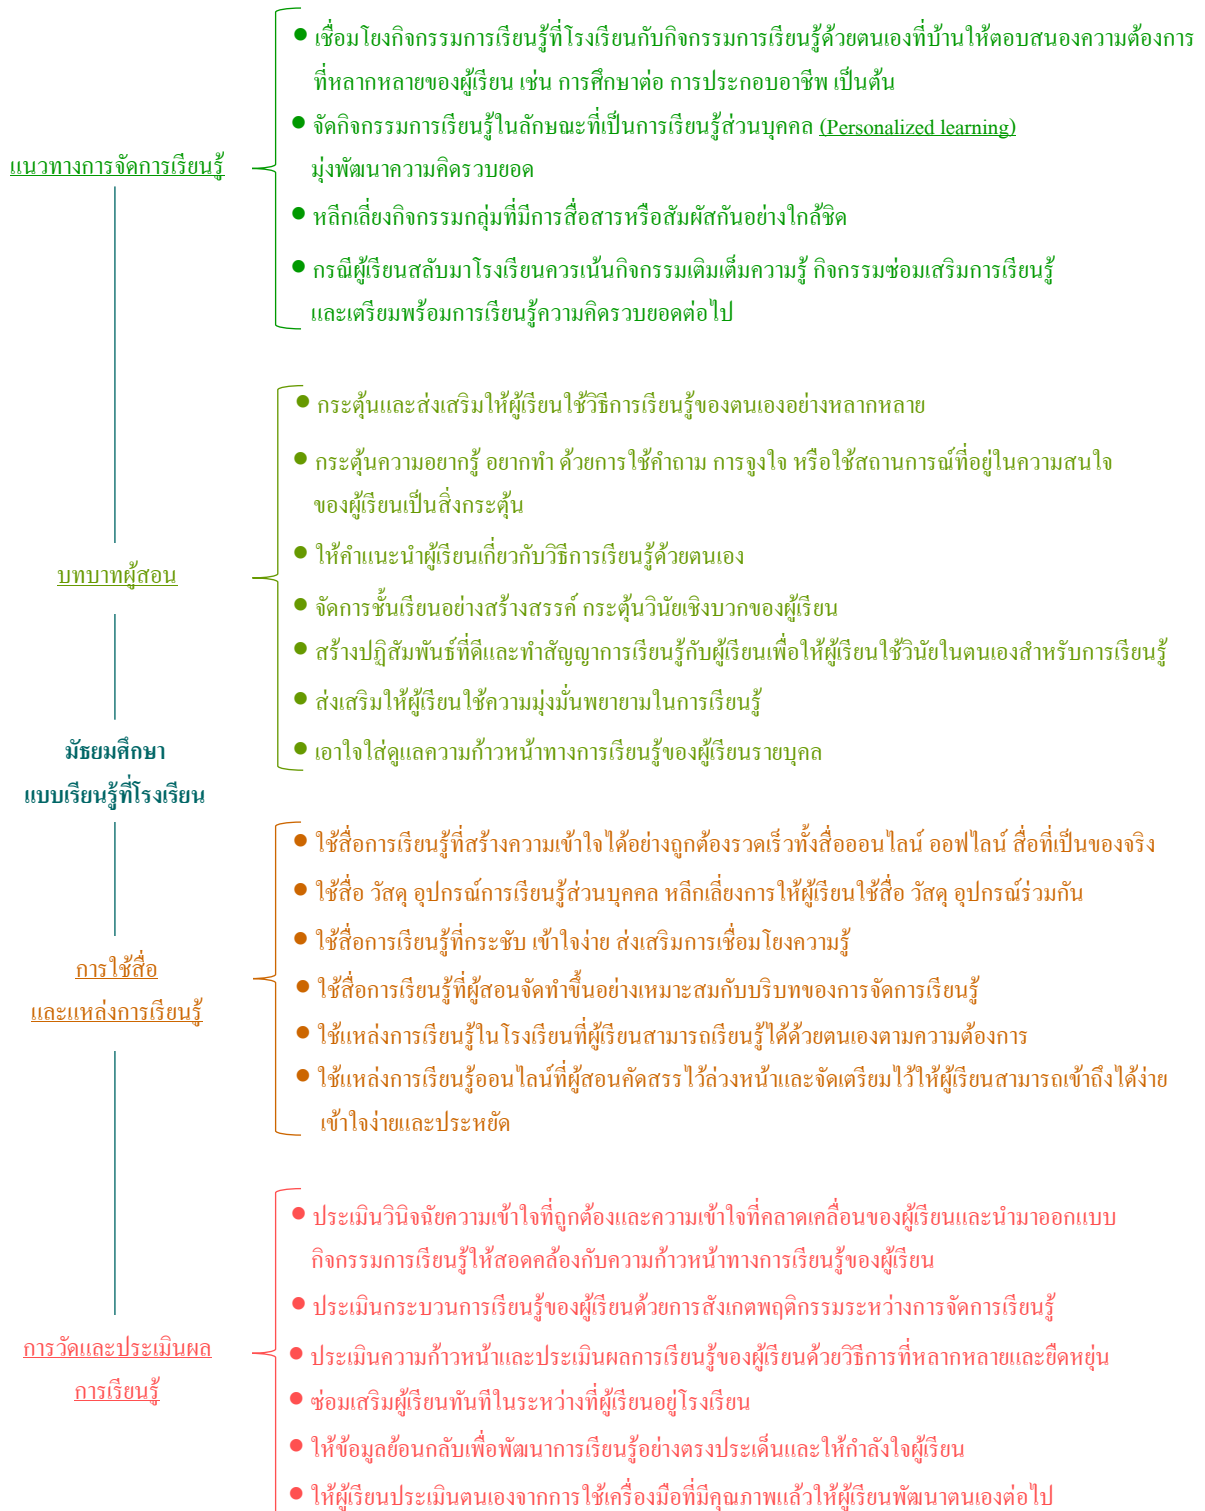 แนวทางการจัดการเรียนรู้
● เชื่อมโยงกิจกรรมการเรียนรู้ที่โรงเรียนกับกิจกรรมการเรียนรู้ด้วยตนเองที่บ้านให้ตอบสนองความต้องการ
ที่หลากหลายของผู้เรียน เช่น การศึกษาต่อ การประกอบอาชีพ เป็นต้น
● จัดกิจกรรมการเรียนรู้ในลักษณะที่เป็นการเรียนรู้ส่วนบุคคล (Personalized learning)
มุ่งพัฒนาความคิดรวบยอด
● หลีกเลี่ยงกิจกรรมกลุ่มที่มีการสื่อสารหรือสัมผัสกันอย่างใกล้ชิด
● กรณีผู้เรียนสลับมาโรงเรียนควรเน้นกิจกรรมเติมเต็มความรู้ กิจกรรมซ่อมเสริมการเรียนรู้
และเตรียมพร้อมการเรียนรู้ความคิดรวบยอดต่อไป
บทบาทผู้สอน
● กระตุ้นและส่งเสริมให้ผู้เรียนใช้วิธีการเรียนรู้ของตนเองอย่างหลากหลาย
● กระตุ้นความอยากรู้ อยากทำ ด้วยการใช้คำถาม การจูงใจ หรือใช้สถานการณ์ที่อยู่ในความสนใจ
ของผู้เรียนเป็นสิ่งกระตุ้น
● ให้คำแนะนำผู้เรียนเกี่ยวกับวิธีการเรียนรู้ด้วยตนเอง
● จัดการชั้นเรียนอย่างสร้างสรรค์ กระตุ้นวินัยเชิงบวกของผู้เรียน
● สร้างปฏิสัมพันธ์ที่ดีและทำสัญญาการเรียนรู้กับผู้เรียนเพื่อให้ผู้เรียนใช้วินัยในตนเองสำหรับการเรียนรู้
● ส่งเสริมให้ผู้เรียนใช้ความมุ่งมั่นพยายามในการเรียนรู้
● เอาใจใส่ดูแลความก้าวหน้าทางการเรียนรู้ของผู้เรียนรายบุคล
มัธยมศึกษา
แบบเรียนรู้ที่โรงเรียน
การใช้สื่อ
และแหล่งการเรียนรู้
● ใช้สื่อการเรียนรู้ที่สร้างความเข้าใจได้อย่างถูกต้องรวดเร็วทั้งสื่อออนไลน์ ออฟไลน์ สื่อที่เป็นของจริง
● ใช้สื่อ วัสดุ อุปกรณ์การเรียนรู้ส่วนบุคคล หลีกเลี่ยงการให้ผู้เรียนใช้สื่อ วัสดุ อุปกรณ์ร่วมกัน
● ใช้สื่อการเรียนรู้ที่กระชับ เข้าใจง่าย ส่งเสริมการเชื่อมโยงความรู้
● ใช้สื่อการเรียนรู้ที่ผู้สอนจัดทำขึ้นอย่างเหมาะสมกับบริบทของการจัดการเรียนรู้
● ใช้แหล่งการเรียนรู้ในโรงเรียนที่ผู้เรียนสามารถเรียนรู้ได้ด้วยตนเองตามความต้องการ
● ใช้แหล่งการเรียนรู้ออนไลน์ที่ผู้สอนคัดสรรไว้ล่วงหน้าและจัดเตรียมไว้ให้ผู้เรียนสามารถเข้าถึงได้ง่าย
เข้าใจง่ายและประหยัด
การวัดและประเมินผล
การเรียนรู้
● ประเมินวินิจฉัยความเข้าใจที่ถูกต้องและความเข้าใจที่คลาดเคลื่อนของผู้เรียนและนำมาออกแบบ
กิจกรรมการเรียนรู้ให้สอดคล้องกับความก้าวหน้าทางการเรียนรู้ของผู้เรียน
● ประเมินกระบวนการเรียนรู้ของผู้เรียนด้วยการสังเกตพฤติกรรมระหว่างการจัดการเรียนรู้
● ประเมินความก้าวหน้าและประเมินผลการเรียนรู้ของผู้เรียนด้วยวิธีการที่หลากหลายและยืดหยุ่น
● ซ่อมเสริมผู้เรียนทันทีในระหว่างที่ผู้เรียนอยู่โรงเรียน
● ให้ข้อมูลย้อนกลับเพื่อพัฒนาการเรียนรู้อย่างตรงประเด็นและให้กำลังใจผู้เรียน
● ให้ผู้เรียนประเมินตนเองจากการใช้เครื่องมือที่มีคุณภาพแล้วให้ผู้เรียนพัฒนาตนเองต่อไป